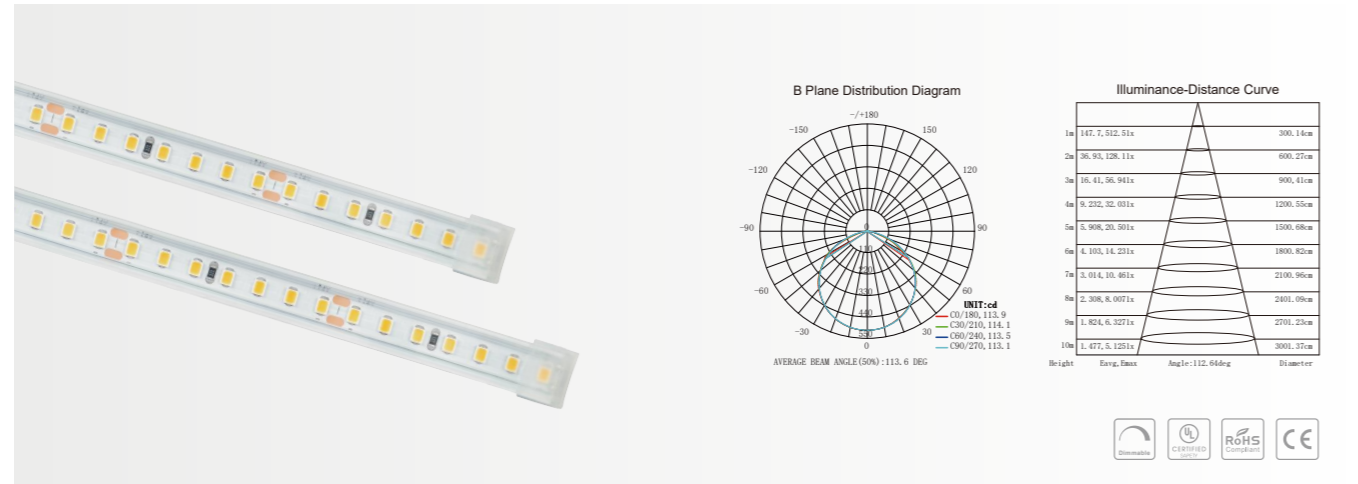 B Plane Distribution Diagram
-/+180
-150
150
-120
120
-90
90
-60
60
-30
30
0
0
110
220
330
440
550
UNIT:cd
C0/180,113.9
C30/210,114.1
C60/240,113.5
C90/270,113.1
AVERAGE BEAM ANGLE(50%):113.6 DEG
Illuminance-Distance Curve
1m 147.7,512.5lx 300.14cm
2m 36.93,128.1lx 600.27cm
3m 16.41,56.94lx 900,41cm
4m 9.232,32.03lx 1200.55cm
5m 5.908,20.50lx 1500.68cm
6m 4.103,14.23lx 1800.82cm
7m 3.014,10.46lx 2100.96cm
8m 2.308,8.007lx 2401.09cm
9m 1.824,6.327lx 2701.23cm
10m 1.477,5.125lx 3001.37cm
Height Eavg,Emax Angle:112.64deg Diameter
Dimmable
UL
CERTIFIED
SAFETY
RoHS
Compliant
CE